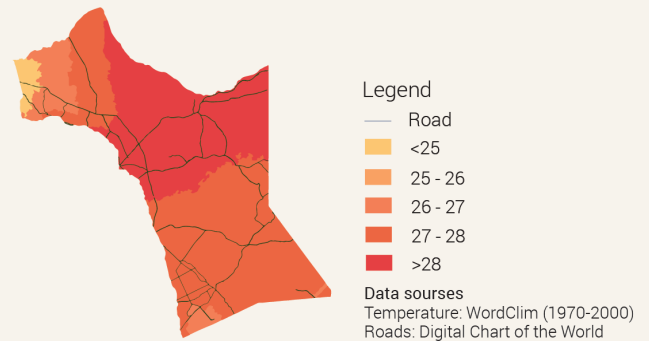 Legend
Road
<25
25 - 26
26 - 27
27 - 28
>28
Data sourses
Temperature: WordClim (1970-2000)
Roads: Digital Chart of the World